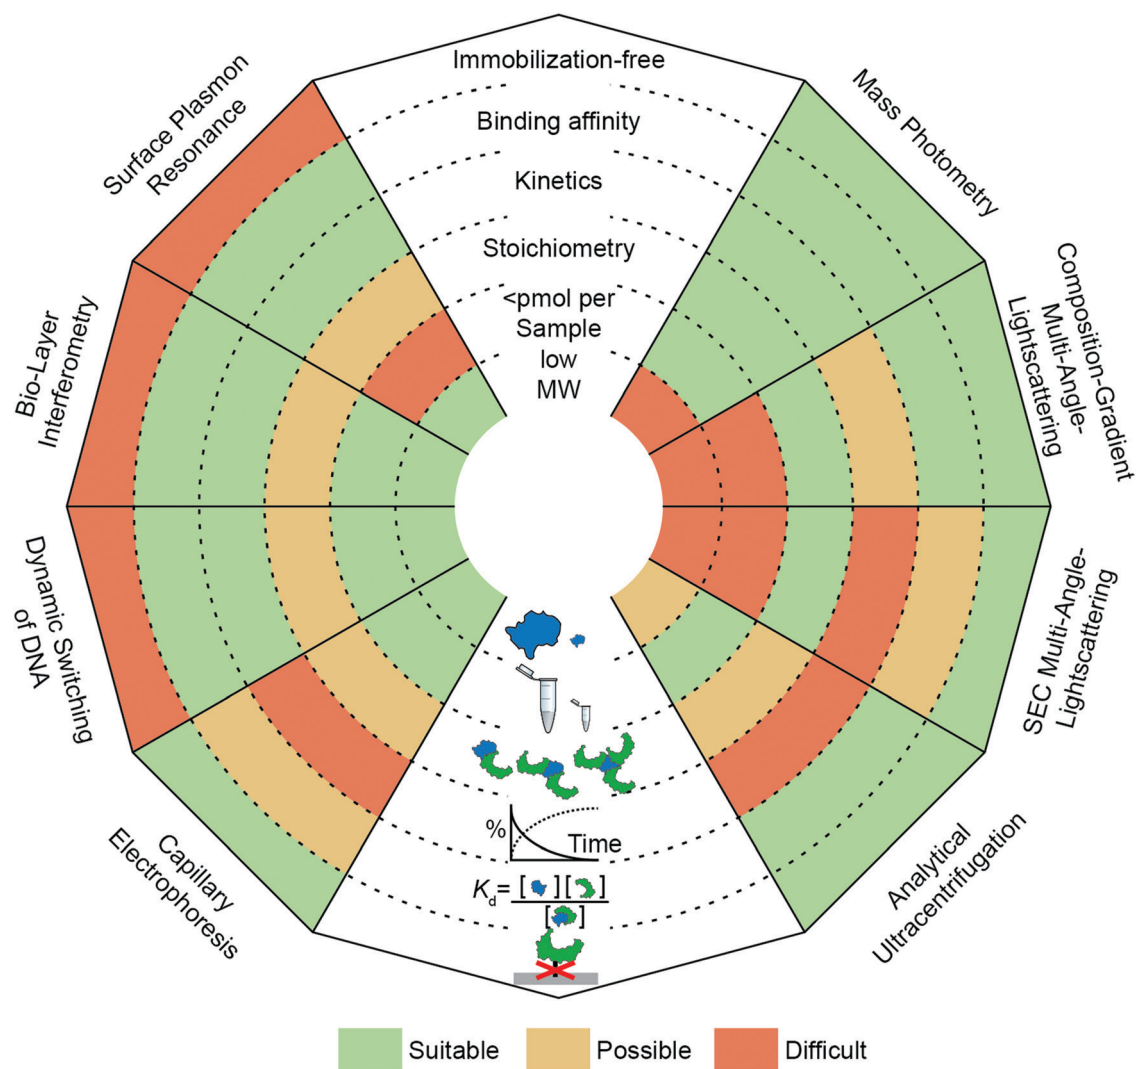 Immobilization-free
Binding affinity
Kinetics
Stoichiometry
<pmol per
Sample
low
MW
Surface Plasmon
Resonance
Mass Photometry
Bio-Layer
Interferometry
Composition-Gradient
Multi-Angle-
Lightscattering
Dynamic Switching
of DNA
SEC Multi-Angle-
Lightscattering
Capillary
Electrophoresis
Analytical
Ultracentrifugation
%
Time
Kd= [ ] [ ]
[ ]
Suitable
Possible
Difficult